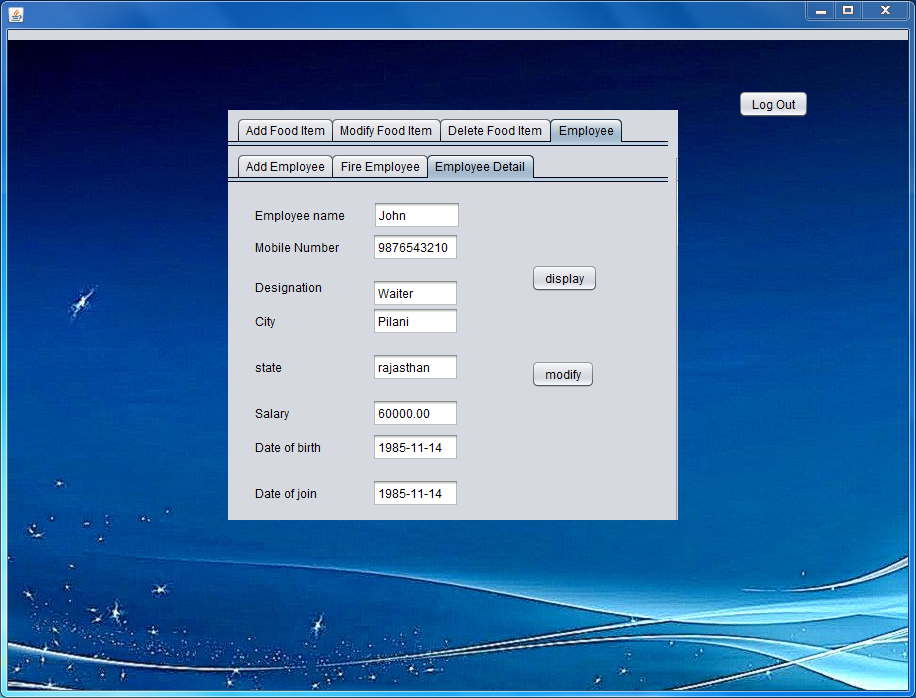 Log Out
Add Food Item Modify Food Item Delete Food Item Employee
Add Employee Fire Employee Employee Detail
Employee name John
Mobile Number 9876543210
display
Designation Waiter
City Pilani
state rajasthan
modify
Salary 60000.00
Date of birth 1985-11-14
Date of join 1985-11-14